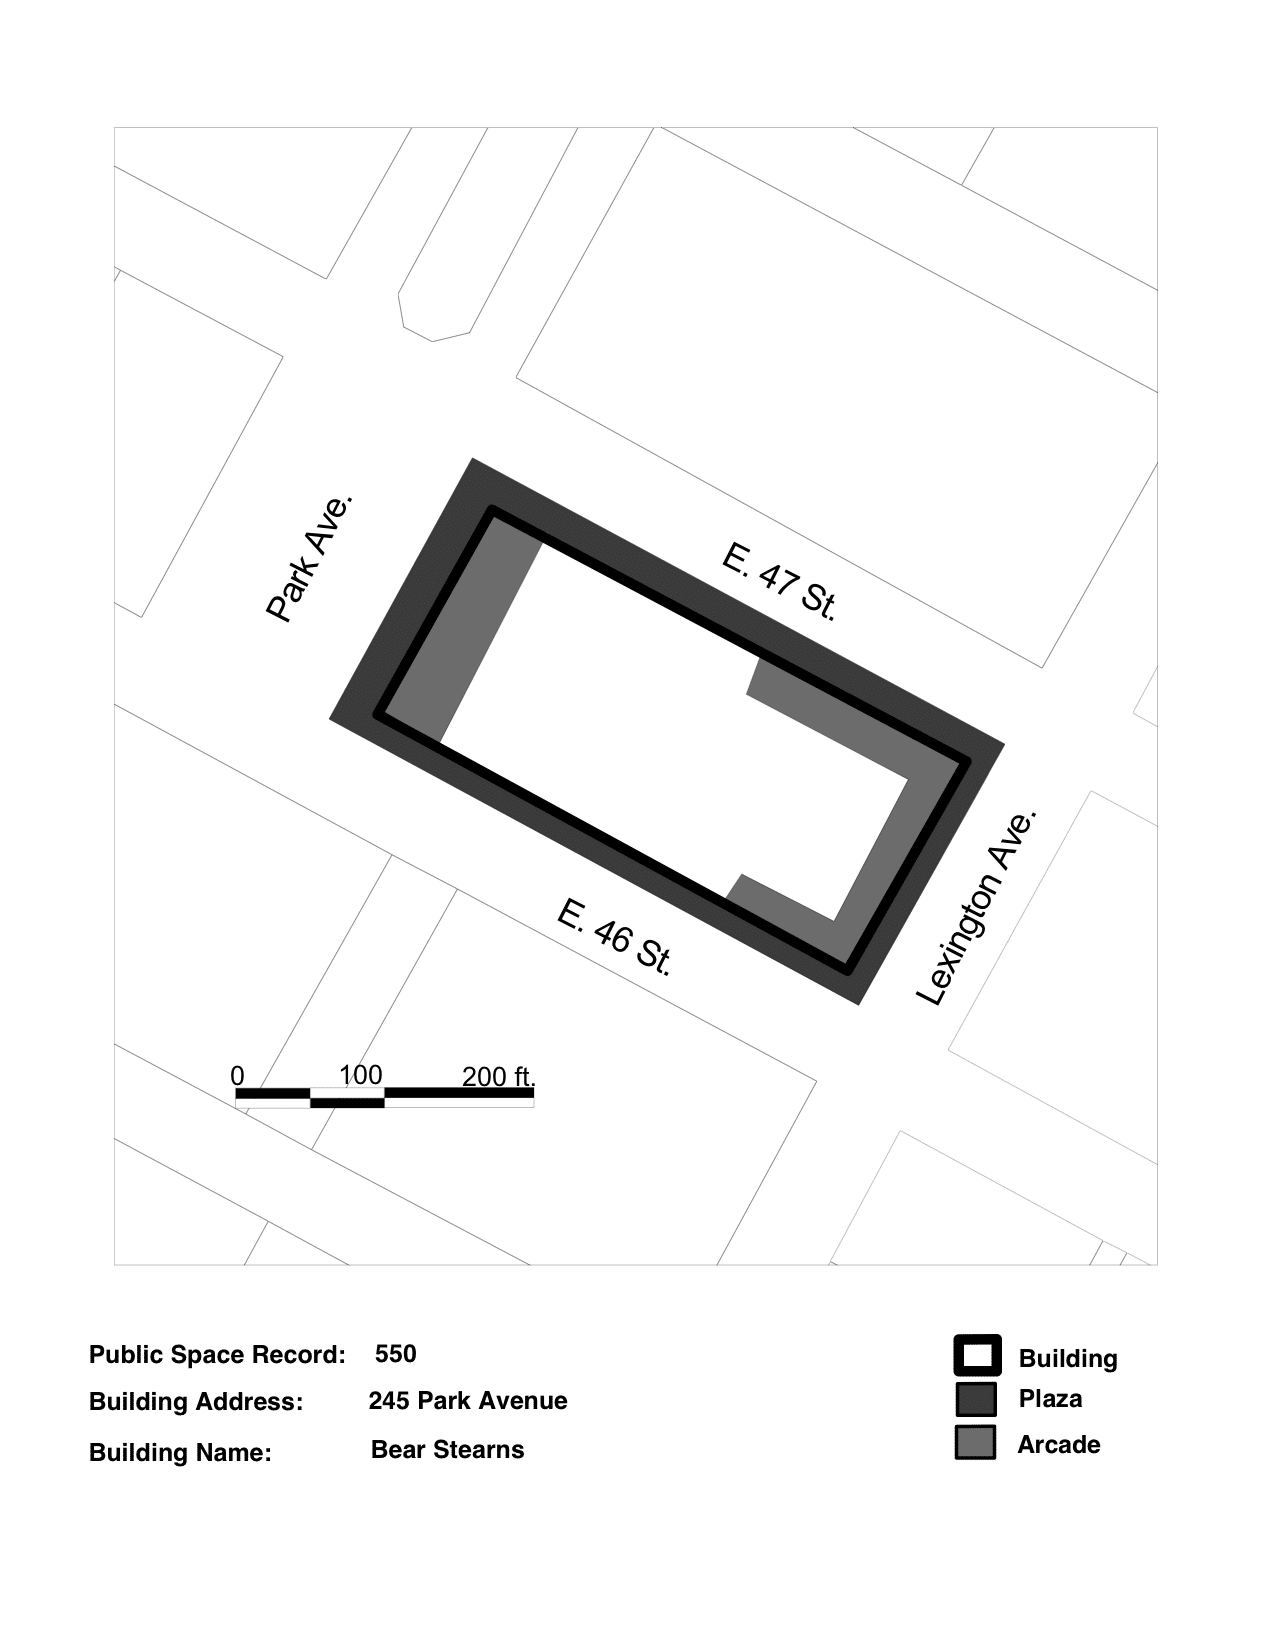 Park Ave.
E. 47 St.
Lexington Ave.
E. 46 St.
0 100 200 ft.
Public Space Record: 550
Building Address: 245 Park Avenue
Building Name: Bear Stearns
Building
Plaza
Arcade